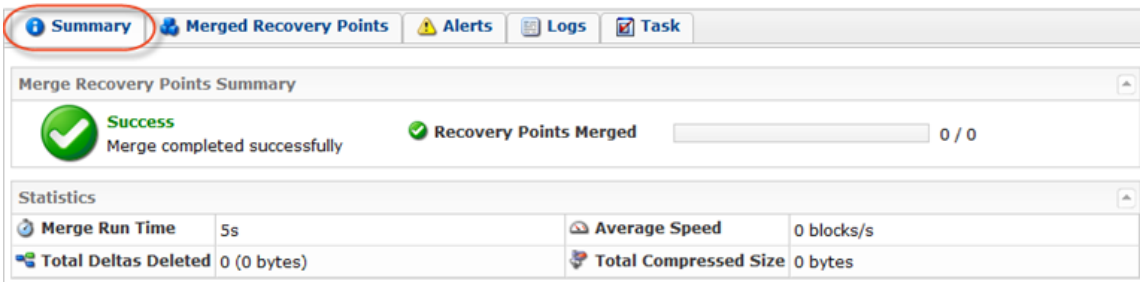 Summary Merged Recovery Points Alerts Logs Task
Merge Recovery Points Summary
Success
Merge completed successfully
Recovery Points Merged 0 / 0
Statistics
Merge Run Time 5s Average Speed 0 blocks/s
Total Deltas Deleted 0 (0 bytes) Total Compressed Size 0 bytes